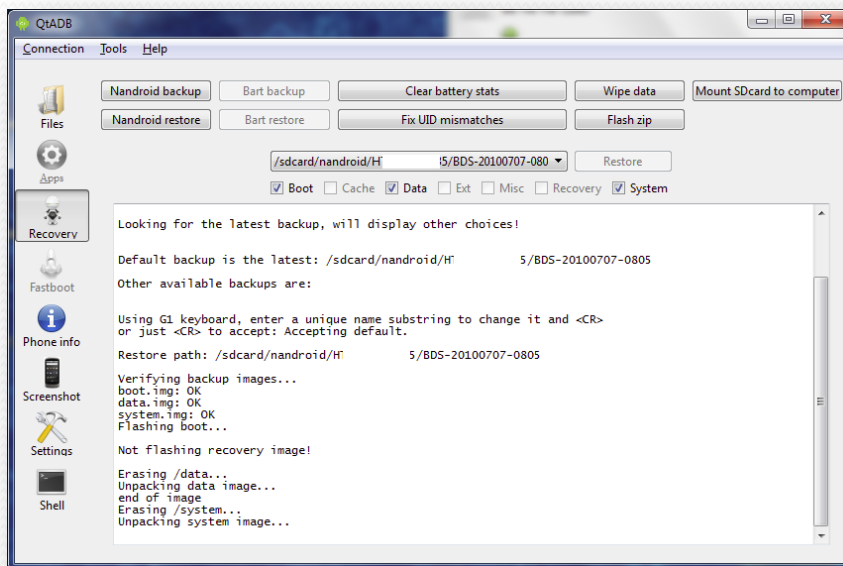 QtADB
Connection Tools Help
Nandroid backup Bart backup Clear battery stats Wipe data Mount SDcard to computer
Nandroid restore Bart restore Fix UID mismatches Flash zip
Files
Apps
Recovery
Fastboot
Phone info
Screenshot
Settings
Shell
/sdcard/nandroid/HT 5/BDS-20100707-080 Restore
Boot Cache Data Ext Misc Recovery System
Looking for the latest backup, will display other choices!
Default backup is the latest: /sdcard/nandroid/HT 5/BDS-20100707-0805
Other available backups are:
Using G1 keyboard, enter a unique name substring to change it and <CR>
or just <CR> to accept: Accepting default.
Restore path: /sdcard/nandroid/HT 5/BDS-20100707-0805
Verifying backup images...
boot.img: OK
data.img: OK
system.img: OK
Flashing boot...
Not flashing recovery image!
Erasing /data...
Unpacking data image...
end of image
Erasing /system...
Unpacking system image...